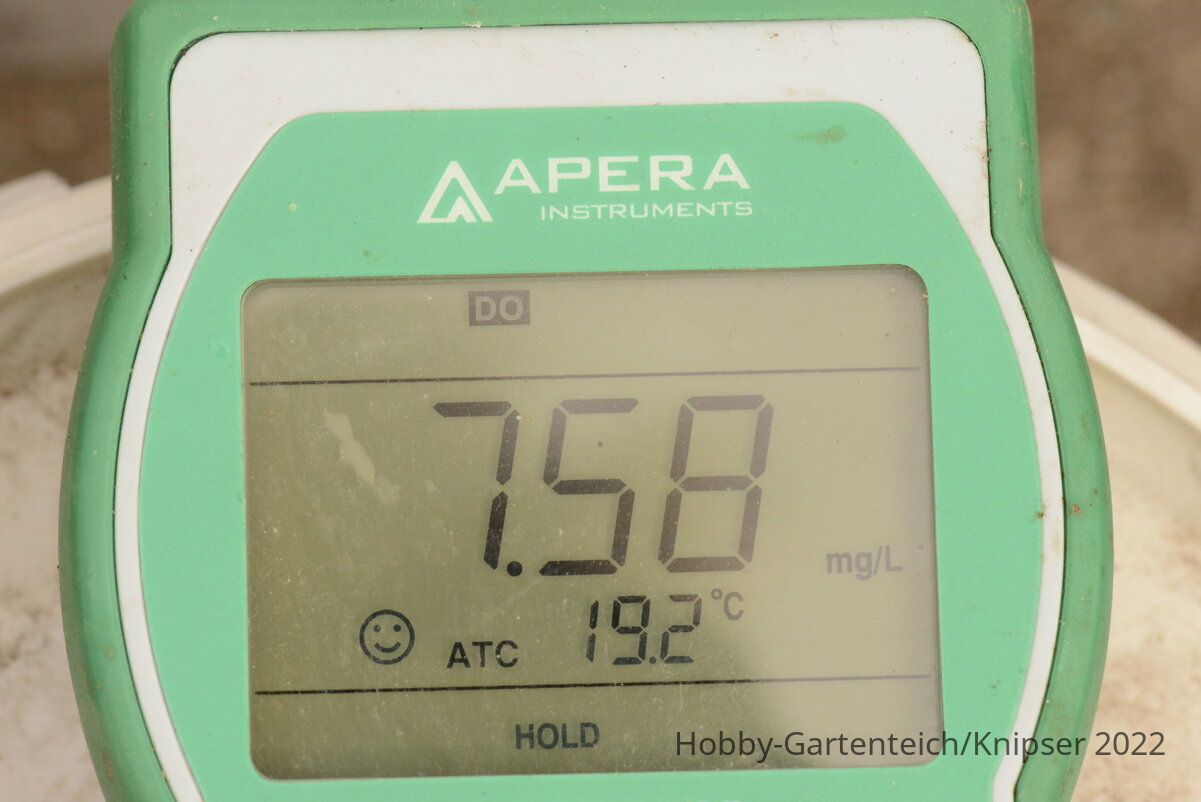 APERA
INSTRUMENTS
DO
7.58
mg/L
ATC 19.2 °C
HOLD
Hobby-Gartenteich/Knipser 2022